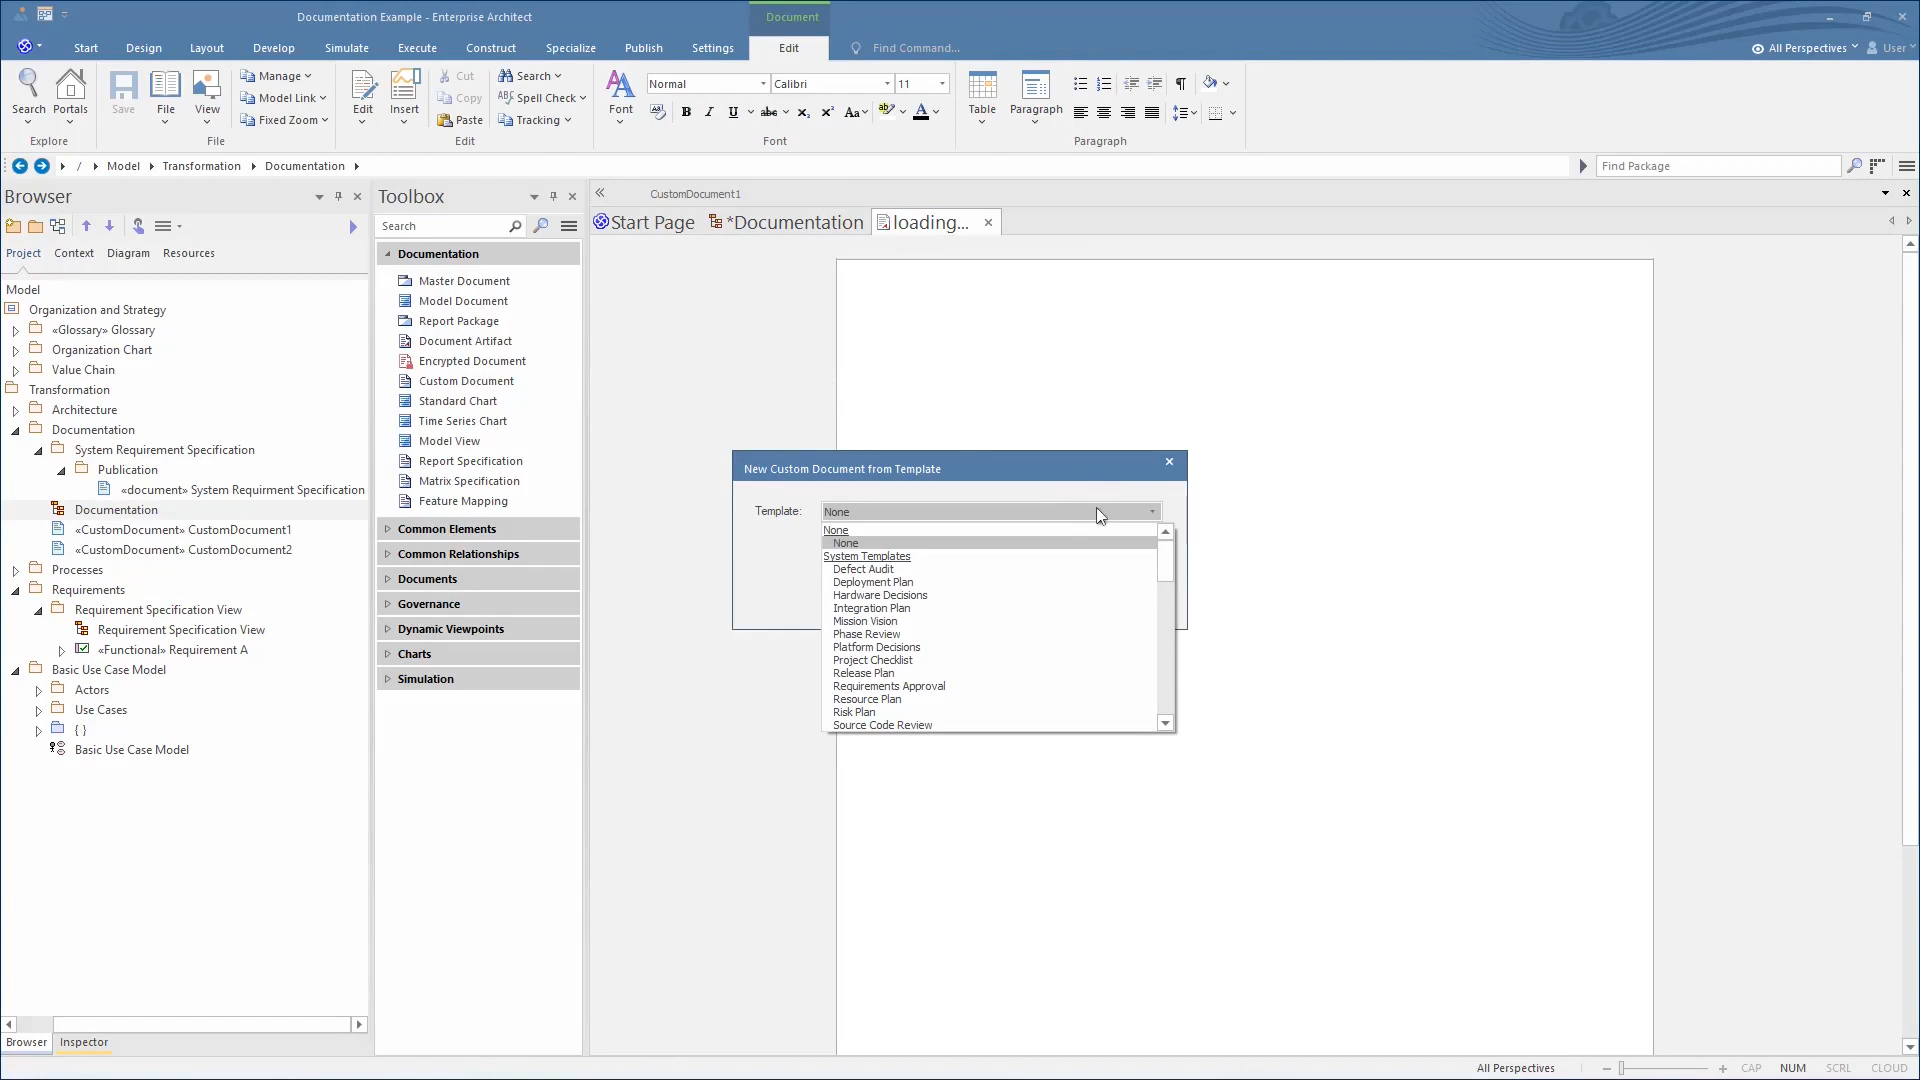 Documentation Example - Enterprise Architect
Document
Start Design Layout Develop Simulate Execute Construct Specialize Publish Settings Edit Find Command... All Perspectives User
Search Portals Save File View Manage Edit Insert Cut Search Font Normal Calibri 11 Table Paragraph
Model Link Copy Spell Check
Fixed Zoom Paste Tracking
Explore File Edit Font Paragraph
/ Model Transformation Documentation Find Package
Browser
Project Context Diagram Resources
Model
Organization and Strategy
«Glossary» Glossary
Organization Chart
Value Chain
Transformation
Architecture
Documentation
System Requirement Specification
Publication
«document» System Requirment Specification
Documentation
«CustomDocument» CustomDocument1
«CustomDocument» CustomDocument2
Processes
Requirements
Requirement Specification View
Requirement Specification View
«Functional» Requirement A
Basic Use Case Model
Actors
Use Cases
{ }
Basic Use Case Model
Browser Inspector
Toolbox
Search
Documentation
Master Document
Model Document
Report Package
Document Artifact
Encrypted Document
Custom Document
Standard Chart
Time Series Chart
Model View
Report Specification
Matrix Specification
Feature Mapping
Common Elements
Common Relationships
Documents
Governance
Dynamic Viewpoints
Charts
Simulation
CustomDocument1
Start Page *Documentation loading...
New Custom Document from Template
Template: None
None
None
System Templates
Defect Audit
Deployment Plan
Hardware Decisions
Integration Plan
Mission Vision
Phase Review
Platform Decisions
Project Checklist
Release Plan
Requirements Approval
Resource Plan
Risk Plan
Source Code Review
All Perspectives CAP NUM SCRL CLOUD